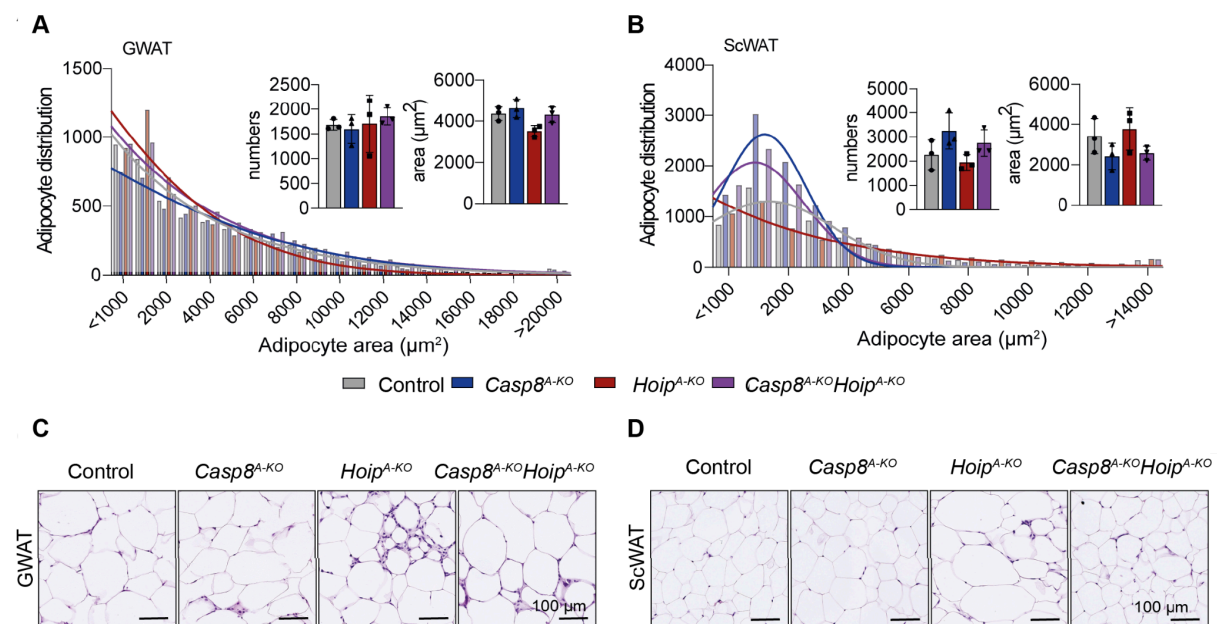 A
GWAT
Adipocyte distribution
1500
1000
500
0
numbers
2500
2000
1500
1000
500
0
area (µm²)
6000
4000
2000
0
<1000
2000
4000
6000
8000
10000
12000
14000
16000
18000
>20000
Adipocyte area (µm²)
B
ScWAT
Adipocyte distribution
4000
3000
2000
1000
0
numbers
5000
4000
3000
2000
1000
0
area (µm²)
6000
4000
2000
0
<1000
2000
4000
6000
8000
10000
12000
>14000
Adipocyte area (µm²)
Control Casp8A-KO HoipA-KO Casp8A-KOHoipA-KO
C
Control Casp8A-KO HoipA-KO Casp8A-KOHoipA-KO
GWAT
100 µm
D
Control Casp8A-KO HoipA-KO Casp8A-KOHoipA-KO
ScWAT
100 µm